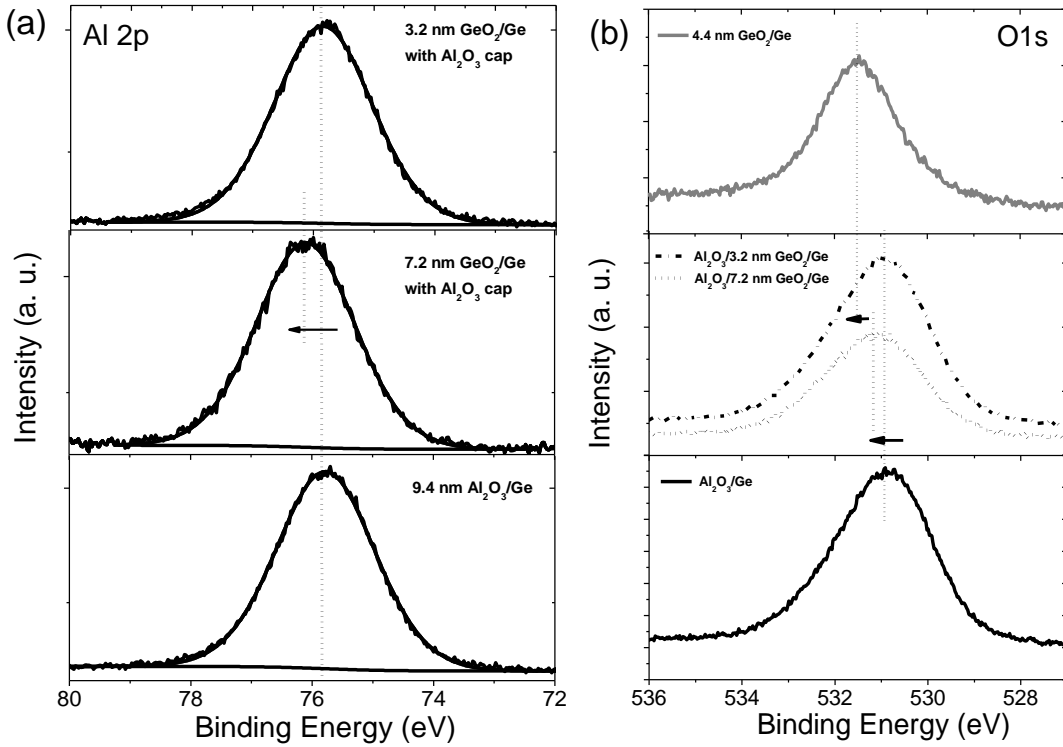 (a)
Al 2p
3.2 nm GeO₂/Ge
with Al₂O₃ cap
7.2 nm GeO₂/Ge
with Al₂O₃ cap
9.4 nm Al₂O₃/Ge
Intensity (a. u.)
80 78 76 74 72
Binding Energy (eV)
(b)
O1s
4.4 nm GeO₂/Ge
Al₂O₃/3.2 nm GeO₂/Ge
Al₂O₃/7.2 nm GeO₂/Ge
Al₂O₃/Ge
Intensity (a. u.)
536 534 532 530 528
Binding Energy (eV)